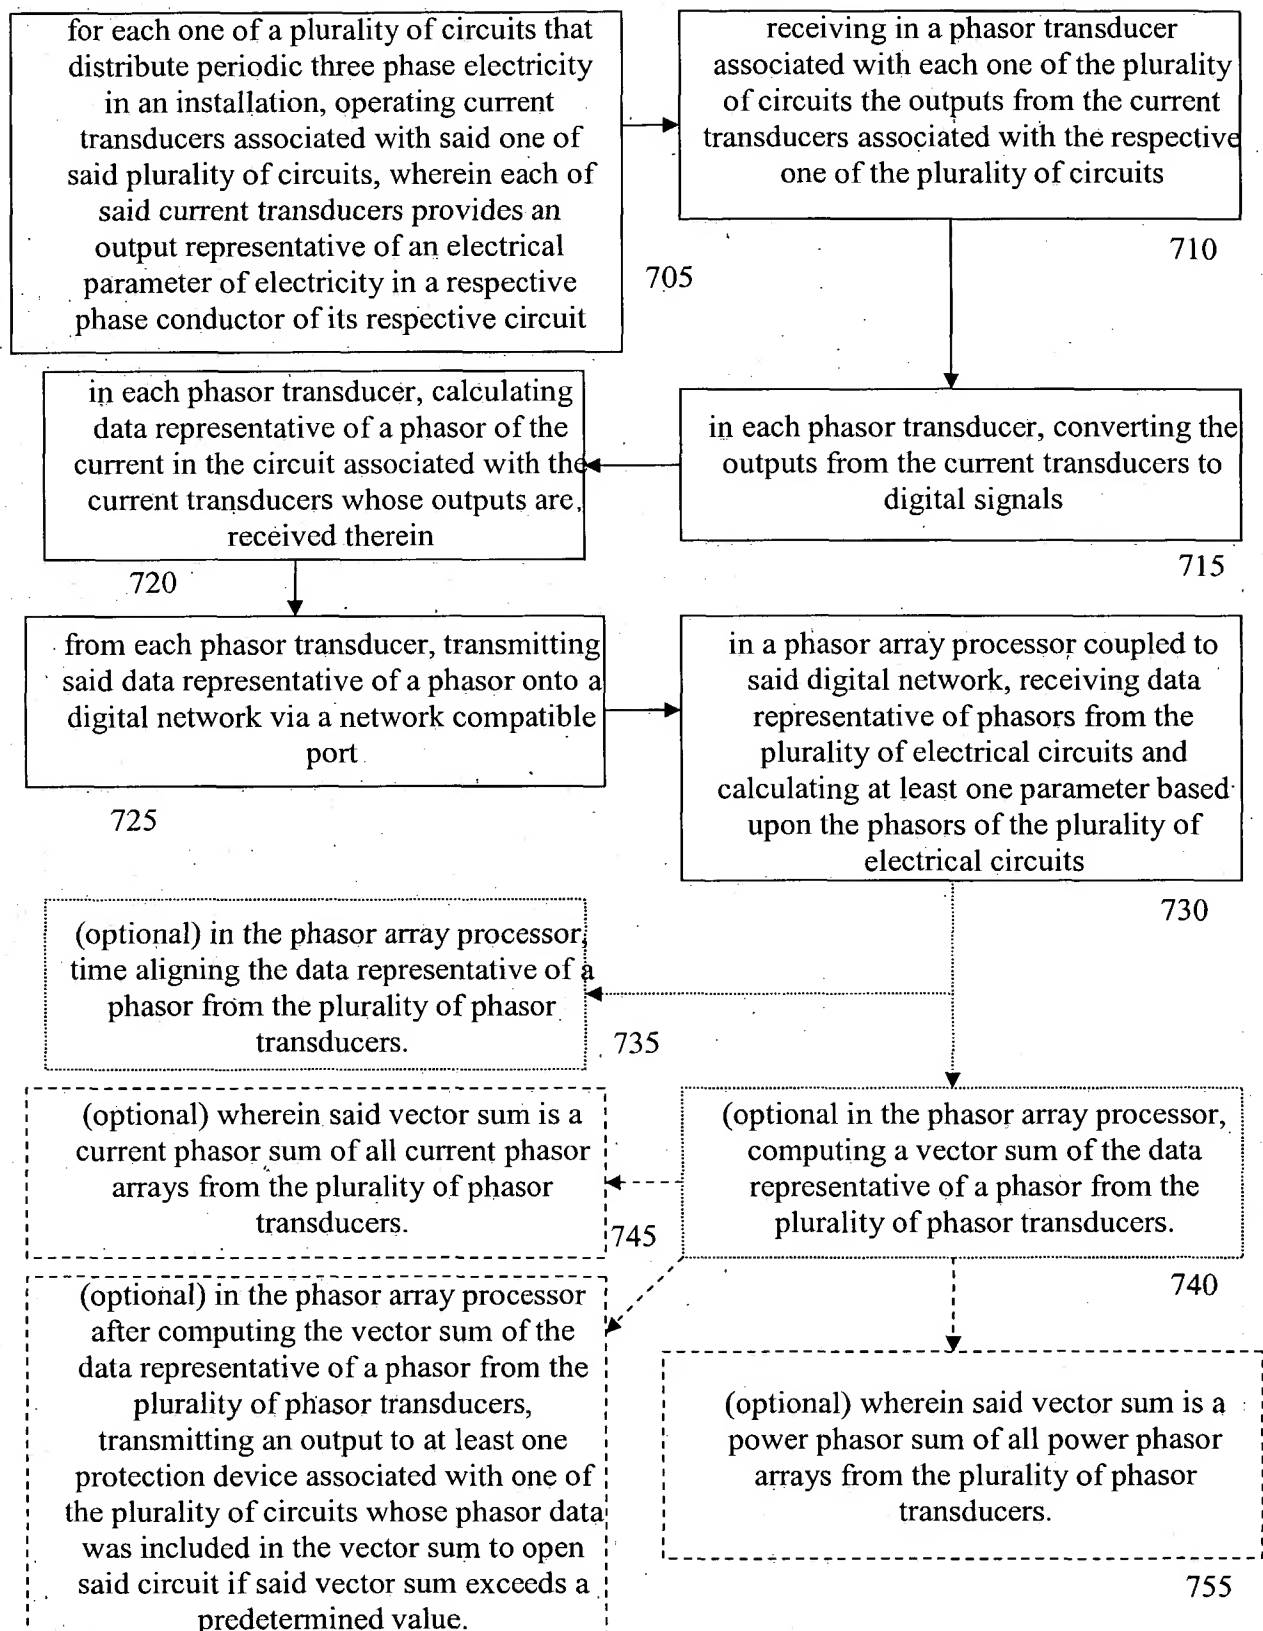 for each one of a plurality of circuits that
distribute periodic three phase electricity
in an installation, operating current
transducers associated with said one of
said plurality of circuits, wherein each of
said current transducers provides an
output representative of an electrical
parameter of electricity in a respective
phase conductor of its respective circuit
705
receiving in a phasor transducer
associated with each one of the plurality
of circuits the outputs from the current
transducers associated with the respective
one of the plurality of circuits
710
in each phasor transducer, converting the
outputs from the current transducers to
digital signals
715
in each phasor transducer, calculating
data representative of a phasor of the
current in the circuit associated with the
current transducers whose outputs are
received therein
720
from each phasor transducer, transmitting
said data representative of a phasor onto a
digital network via a network compatible
port
725
in a phasor array processor coupled to
said digital network, receiving data
representative of phasors from the
plurality of electrical circuits and
calculating at least one parameter based
upon the phasors of the plurality of
electrical circuits
730
(optional) in the phasor array processor,
time aligning the data representative of a
phasor from the plurality of phasor
transducers.
735
(optional in the phasor array processor,
computing a vector sum of the data
representative of a phasor from the
plurality of phasor transducers.
740
(optional) wherein said vector sum is a
current phasor sum of all current phasor
arrays from the plurality of phasor
transducers.
745
(optional) in the phasor array processor
after computing the vector sum of the
data representative of a phasor from the
plurality of phasor transducers,
transmitting an output to at least one
protection device associated with one of
the plurality of circuits whose phasor data
was included in the vector sum to open
said circuit if said vector sum exceeds a
predetermined value.
(optional) wherein said vector sum is a
power phasor sum of all power phasor
arrays from the plurality of phasor
transducers.
755